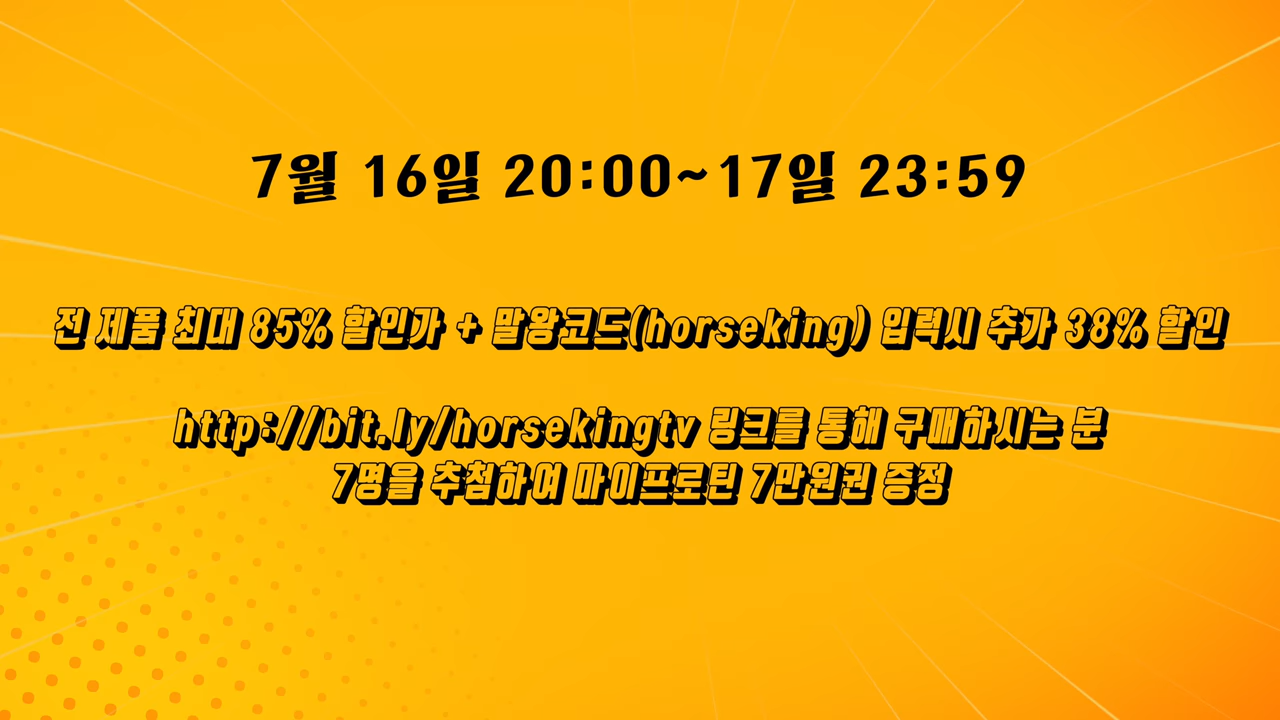 7월 16일 20:00~17일 23:59
전 제품 최대 85% 할인가 + 말왕코드(horseking) 입력시 추가 38% 할인
http://bit.ly/horsekingtv 링크를 통해 구매하시는 분
7명을 추첨하여 마이프로틴 7만원권 증정